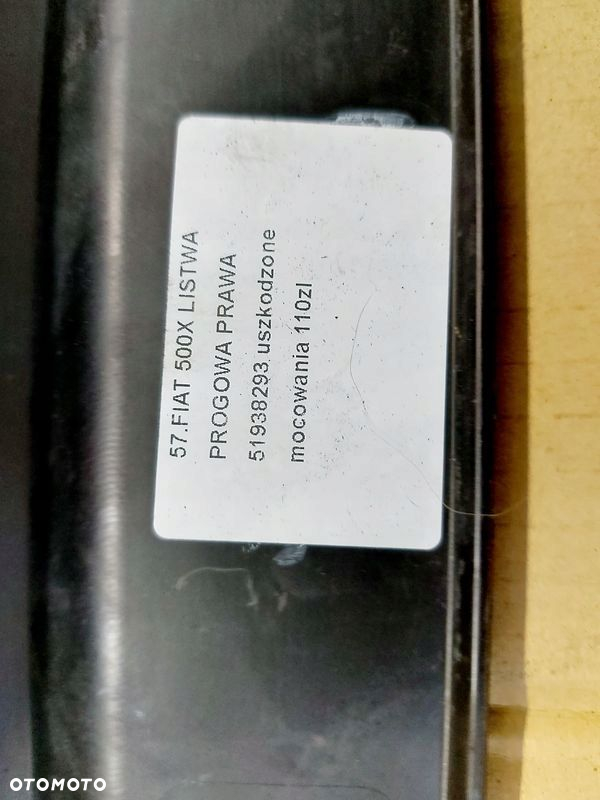 57.FIAT 500X LISTWA
PROGOWA PRAWA
51938293 uszkodzone
mocowania 110zl
OTOMOTO